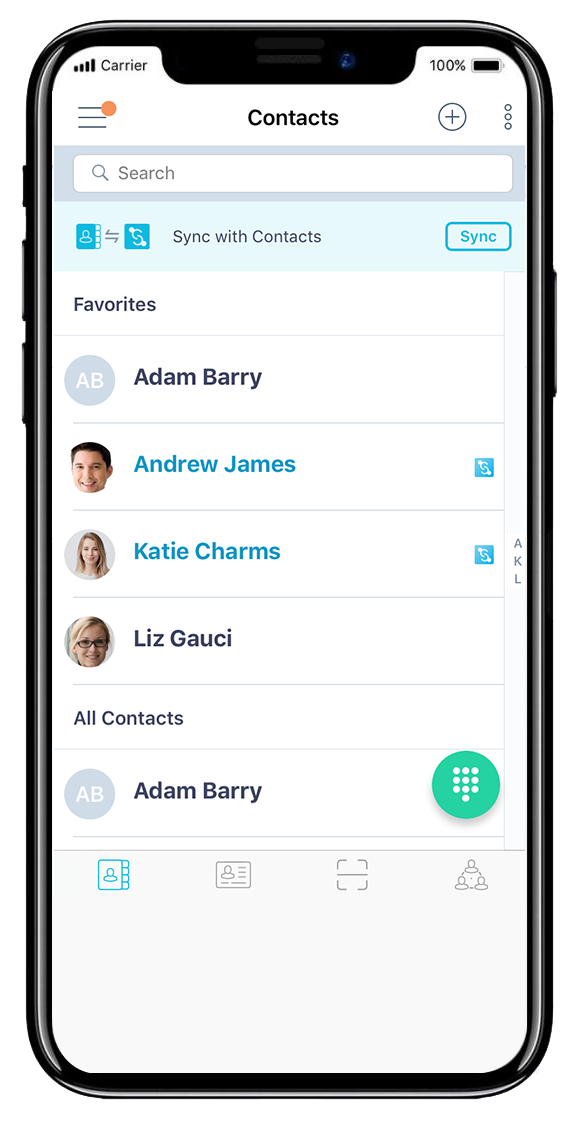 Carrier
100%
Contacts
Search
Sync with Contacts
Sync
Favorites
AB
Adam Barry
Andrew James
Katie Charms
A
K
L
Liz Gauci
All Contacts
AB
Adam Barry